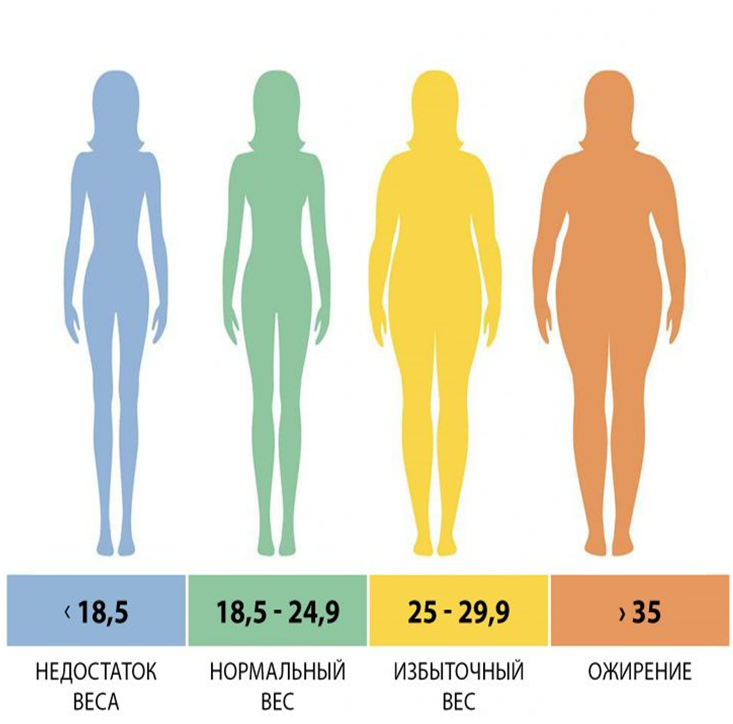 ‹ 18,5
18,5 - 24,9
25 - 29,9
› 35
НЕДОСТАТОК
ВЕСА
НОРМАЛЬНЫЙ
ВЕС
ИЗБЫТОЧНЫЙ
ВЕС
ОЖИРЕНИЕ